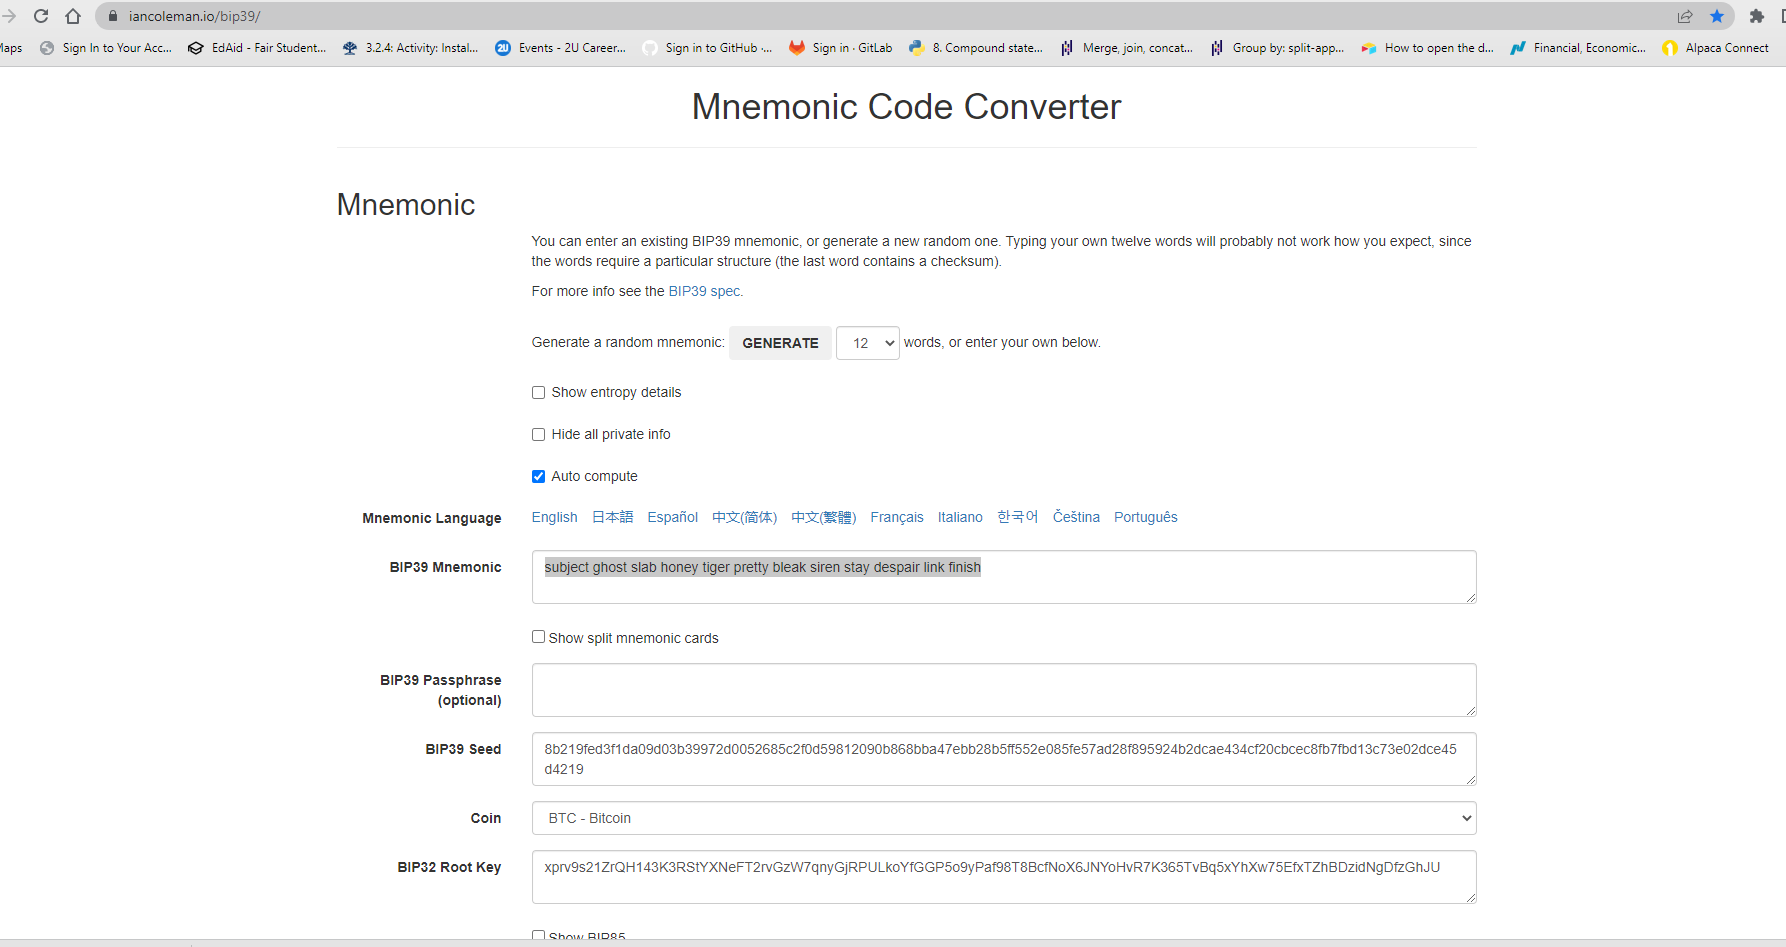 iancoleman.io/bip39/
Maps Sign In to Your Acc... EdAid - Fair Student... 3.2.4: Activity: Instal... 2U Events - 2U Career... Sign in to GitHub ·... Sign in · GitLab 8. Compound state... Merge, join, concat... Group by: split-app... How to open the d... Financial, Economic... Alpaca Connect
Mnemonic Code Converter
Mnemonic
You can enter an existing BIP39 mnemonic, or generate a new random one. Typing your own twelve words will probably not work how you expect, since
the words require a particular structure (the last word contains a checksum).
For more info see the BIP39 spec.
Generate a random mnemonic: GENERATE 12 words, or enter your own below.
Show entropy details
Hide all private info
Auto compute
Mnemonic Language English 日本語 Español 中文(简体) 中文(繁體) Français Italiano 한국어 Čeština Português
BIP39 Mnemonic subject ghost slab honey tiger pretty bleak siren stay despair link finish
Show split mnemonic cards
BIP39 Passphrase
(optional)
BIP39 Seed 8b219fed3f1da09d03b39972d0052685c2f0d59812090b868bba47ebb28b5ff552e085fe57ad28f895924b2dcae434cf20cbcec8fb7fbd13c73e02dce45
d4219
Coin BTC - Bitcoin
BIP32 Root Key xprv9s21ZrQH143K3RStYXNeFT2rvGzW7qnyGjRPULkoYfGGP5o9yPaf98T8BcfNoX6JNYoHvR7K365TvBq5xYhXw75EfxTZhBDzidNgDfzGhJU
Show BIP85